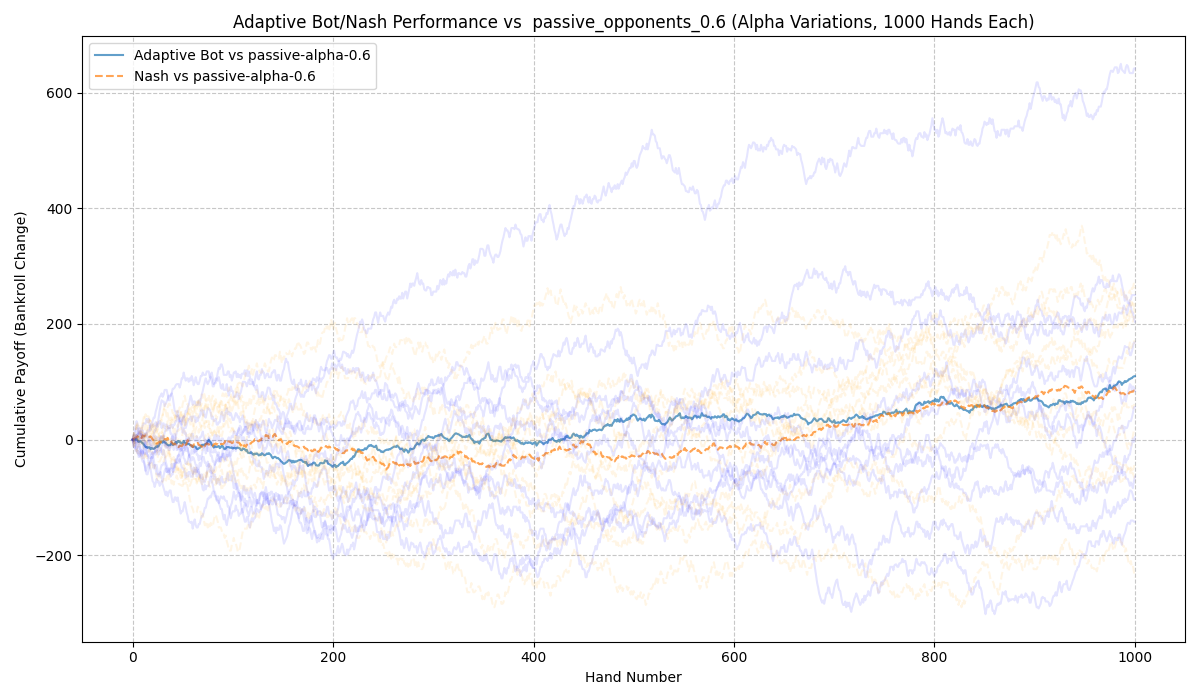 Adaptive Bot/Nash Performance vs  passive_opponents_0.6 (Alpha Variations, 1000 Hands Each)
Adaptive Bot vs passive-alpha-0.6
Nash vs passive-alpha-0.6
Cumulative Payoff (Bankroll Change)
600
400
200
0
−200
0 200 400 600 800 1000
Hand Number